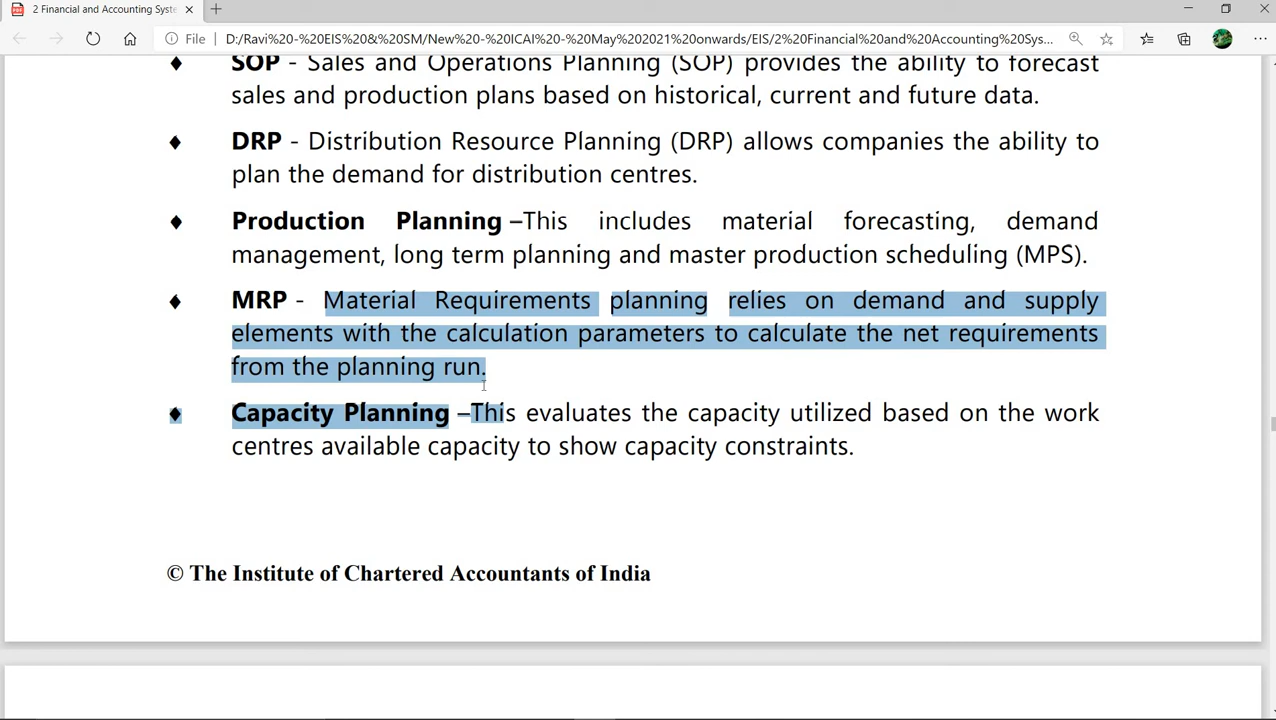 2 Financial and Accounting Syste
File
D:/Ravi%20-%20EIS%20&%20SM/New%20-%20ICAI%20-%20May%202021%20onwards/EIS/2%20Financial%20and%20Accounting%20Sys...
♦ SOP - Sales and Operations Planning (SOP) provides the ability to forecast
sales and production plans based on historical, current and future data.
♦ DRP - Distribution Resource Planning (DRP) allows companies the ability to
plan the demand for distribution centres.
♦ Production Planning –This includes material forecasting, demand
management, long term planning and master production scheduling (MPS).
♦ MRP - Material Requirements planning relies on demand and supply
elements with the calculation parameters to calculate the net requirements
from the planning run.
♦ Capacity Planning –This evaluates the capacity utilized based on the work
centres available capacity to show capacity constraints.
© The Institute of Chartered Accountants of India